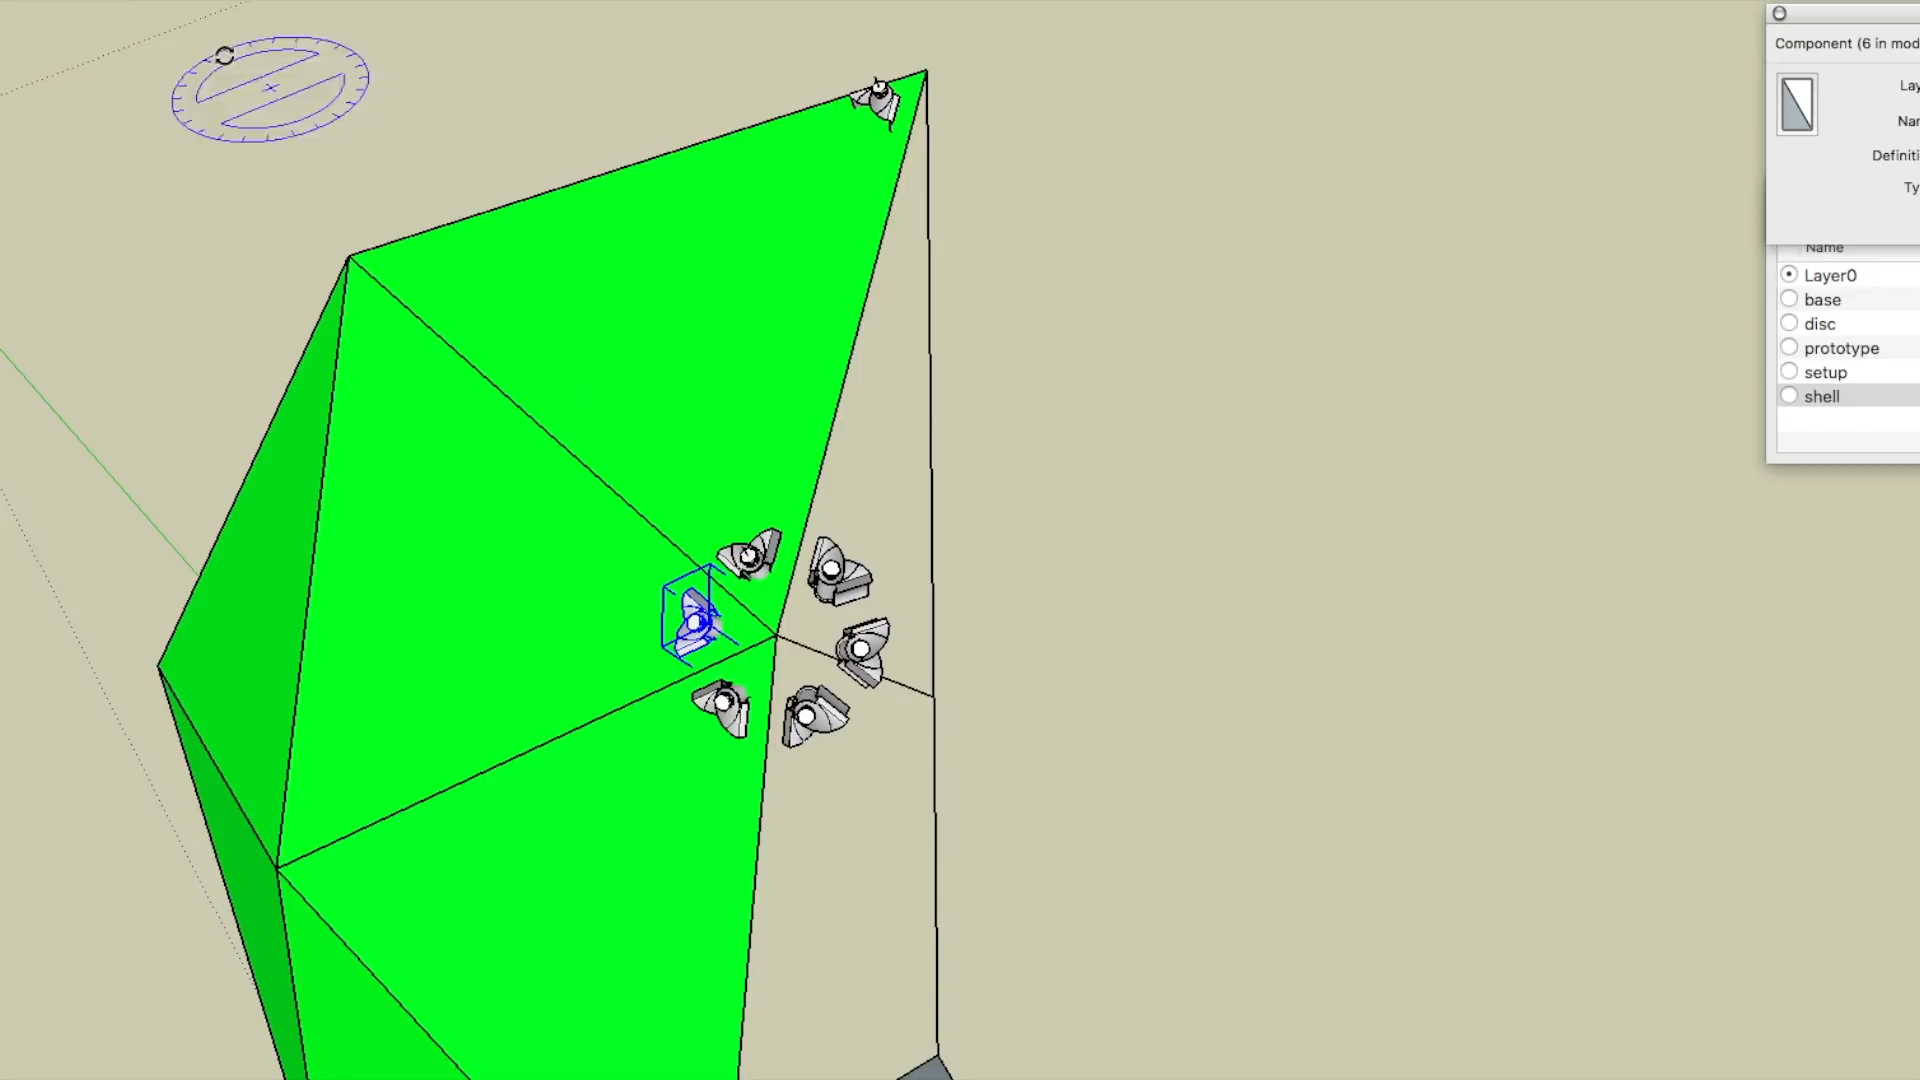 Component (6 in mod
Lay
Nar
Definiti
Ty
Name
Layer0
base
disc
prototype
setup
shell